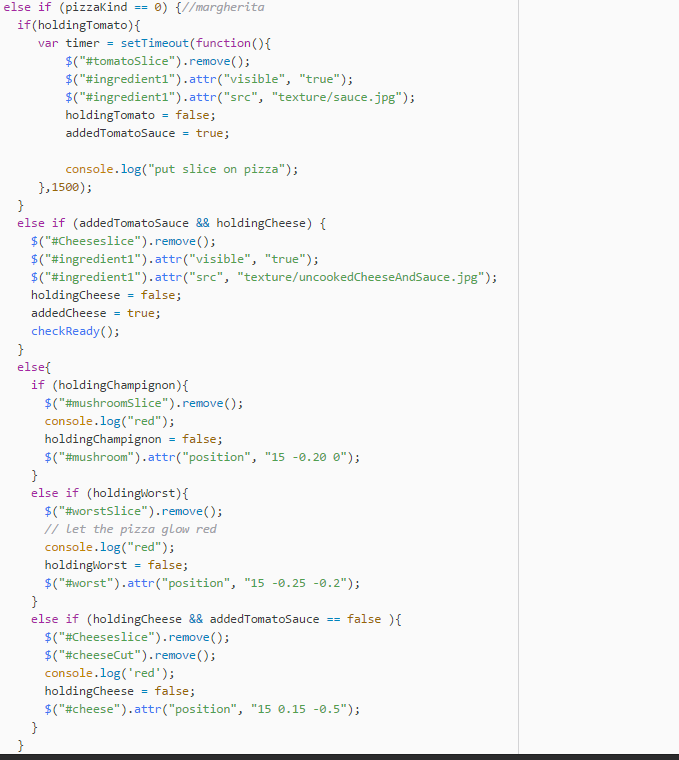 else if (pizzaKind == 0) {//margherita
if(holdingTomato){
var timer = setTimeout(function(){
$("#tomatoSlice").remove();
$("#ingredient1").attr("visible", "true");
$("#ingredient1").attr("src", "texture/sauce.jpg");
holdingTomato = false;
addedTomatoSauce = true;
console.log("put slice on pizza");
},1500);
}
else if (addedTomatoSauce && holdingCheese) {
$("#Cheeseslice").remove();
$("#ingredient1").attr("visible", "true");
$("#ingredient1").attr("src", "texture/uncookedCheeseAndSauce.jpg");
holdingCheese = false;
addedCheese = true;
checkReady();
}
else{
if (holdingChampignon){
$("#mushroomSlice").remove();
console.log("red");
holdingChampignon = false;
$("#mushroom").attr("position", "15 -0.20 0");
}
else if (holdingWorst){
$("#worstSlice").remove();
// let the pizza glow red
console.log("red");
holdingWorst = false;
$("#worst").attr("position", "15 -0.25 -0.2");
}
else if (holdingCheese && addedTomatoSauce == false ){
$("#Cheeseslice").remove();
$("#cheeseCut").remove();
console.log('red');
holdingCheese = false;
$("#cheese").attr("position", "15 0.15 -0.5");
}
}